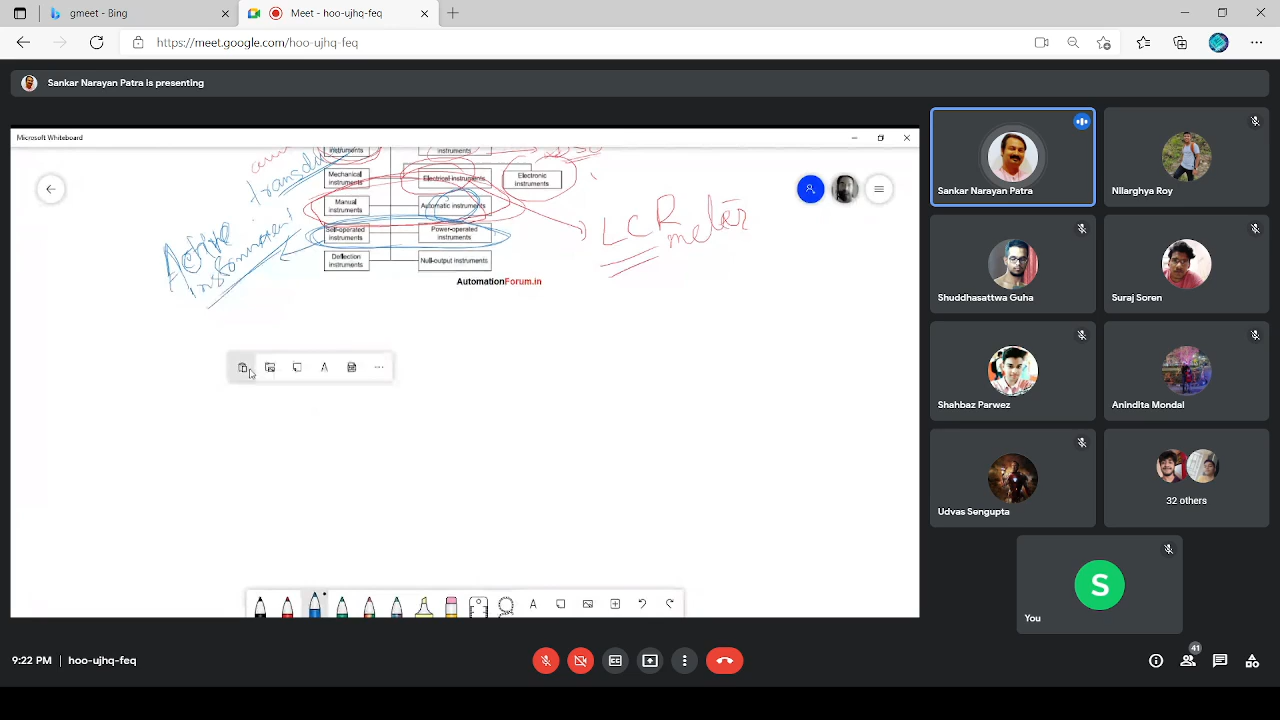 gmeet - Bing
Meet - hoo-ujhq-feq
https://meet.google.com/hoo-ujhq-feq
Sankar Narayan Patra is presenting
Microsoft Whiteboard
instruments
instruments
Mechanical
instruments
Electrical instruments
Electronic
instruments
Manual
instruments
Automatic instruments
Self-operated
instruments
Power-operated
instruments
Deflection
instruments
Null-output instruments
AutomationForum.in
Active
instrument
LCR meter
Sankar Narayan Patra
Nilarghya Roy
Shuddhasattwa Guha
Suraj Soren
Shahbaz Parwez
Anindita Mondal
Udvas Sengupta
32 others
S
You
9:22 PM | hoo-ujhq-feq
41